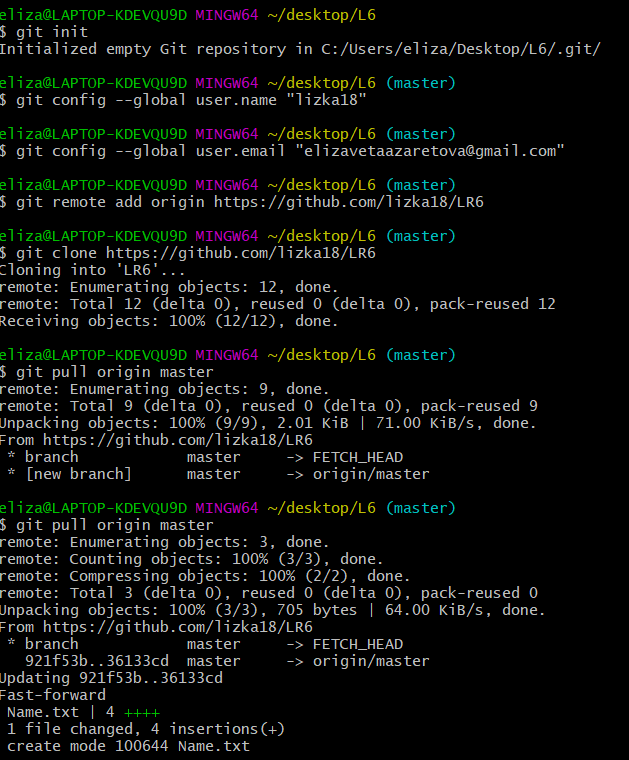 eliza@LAPTOP-KDEVQU9D MINGW64 ~/desktop/L6
$ git init
Initialized empty Git repository in C:/Users/eliza/Desktop/L6/.git/
eliza@LAPTOP-KDEVQU9D MINGW64 ~/desktop/L6 (master)
$ git config --global user.name "lizka18"
eliza@LAPTOP-KDEVQU9D MINGW64 ~/desktop/L6 (master)
$ git config --global user.email "elizavetaazaretova@gmail.com"
eliza@LAPTOP-KDEVQU9D MINGW64 ~/desktop/L6 (master)
$ git remote add origin https://github.com/lizka18/LR6
eliza@LAPTOP-KDEVQU9D MINGW64 ~/desktop/L6 (master)
$ git clone https://github.com/lizka18/LR6
Cloning into 'LR6'...
remote: Enumerating objects: 12, done.
remote: Total 12 (delta 0), reused 0 (delta 0), pack-reused 12
Receiving objects: 100% (12/12), done.
eliza@LAPTOP-KDEVQU9D MINGW64 ~/desktop/L6 (master)
$ git pull origin master
remote: Enumerating objects: 9, done.
remote: Total 9 (delta 0), reused 0 (delta 0), pack-reused 9
Unpacking objects: 100% (9/9), 2.01 KiB | 71.00 KiB/s, done.
From https://github.com/lizka18/LR6
 * branch            master     -> FETCH_HEAD
 * [new branch]      master     -> origin/master
eliza@LAPTOP-KDEVQU9D MINGW64 ~/desktop/L6 (master)
$ git pull origin master
remote: Enumerating objects: 3, done.
remote: Counting objects: 100% (3/3), done.
remote: Compressing objects: 100% (2/2), done.
remote: Total 3 (delta 0), reused 0 (delta 0), pack-reused 0
Unpacking objects: 100% (3/3), 705 bytes | 64.00 KiB/s, done.
From https://github.com/lizka18/LR6
 * branch            master     -> FETCH_HEAD
   921f53b..36133cd  master     -> origin/master
Updating 921f53b..36133cd
Fast-forward
 Name.txt | 4 ++++
 1 file changed, 4 insertions(+)
 create mode 100644 Name.txt